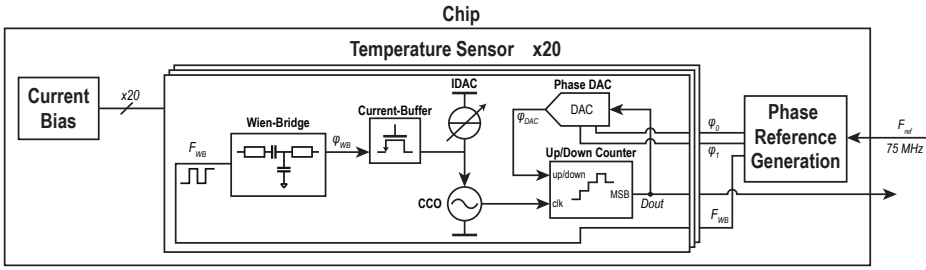 Chip
Temperature Sensor x20
Current
Bias
x20
Wien-Bridge
F_WB
φ_WB
Current-Buffer
IDAC
CCO
Phase DAC
DAC
φ_DAC
Up/Down Counter
up/down
clk
MSB
Dout
φ_0
φ_1
F_WB
Phase
Reference
Generation
F_ref
75 MHz